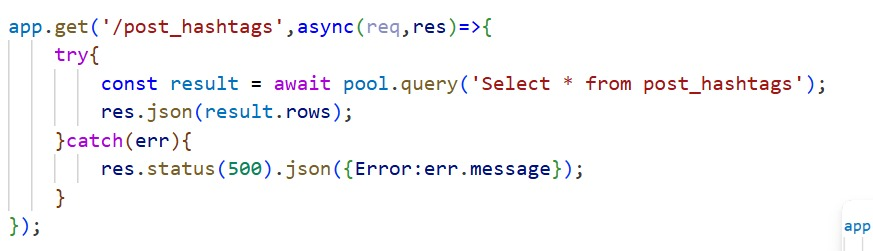 app.get('/post_hashtags',async(req,res)=>{
    try{
        const result = await pool.query('Select * from post_hashtags');
        res.json(result.rows);
    }catch(err){
        res.status(500).json({Error:err.message});
    }
});
app